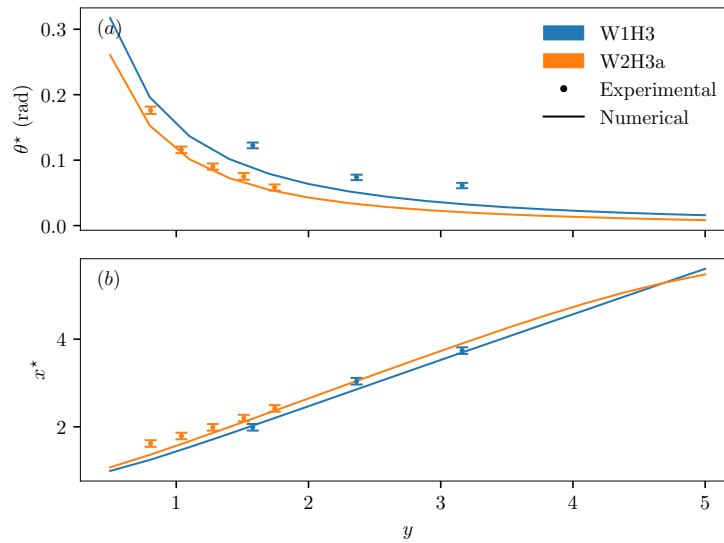 (a)
0.3
0.2
0.1
0.0
θ⋆ (rad)
W1H3
W2H3a
Experimental
Numerical
(b)
4
2
x⋆
1
2
3
4
5
y